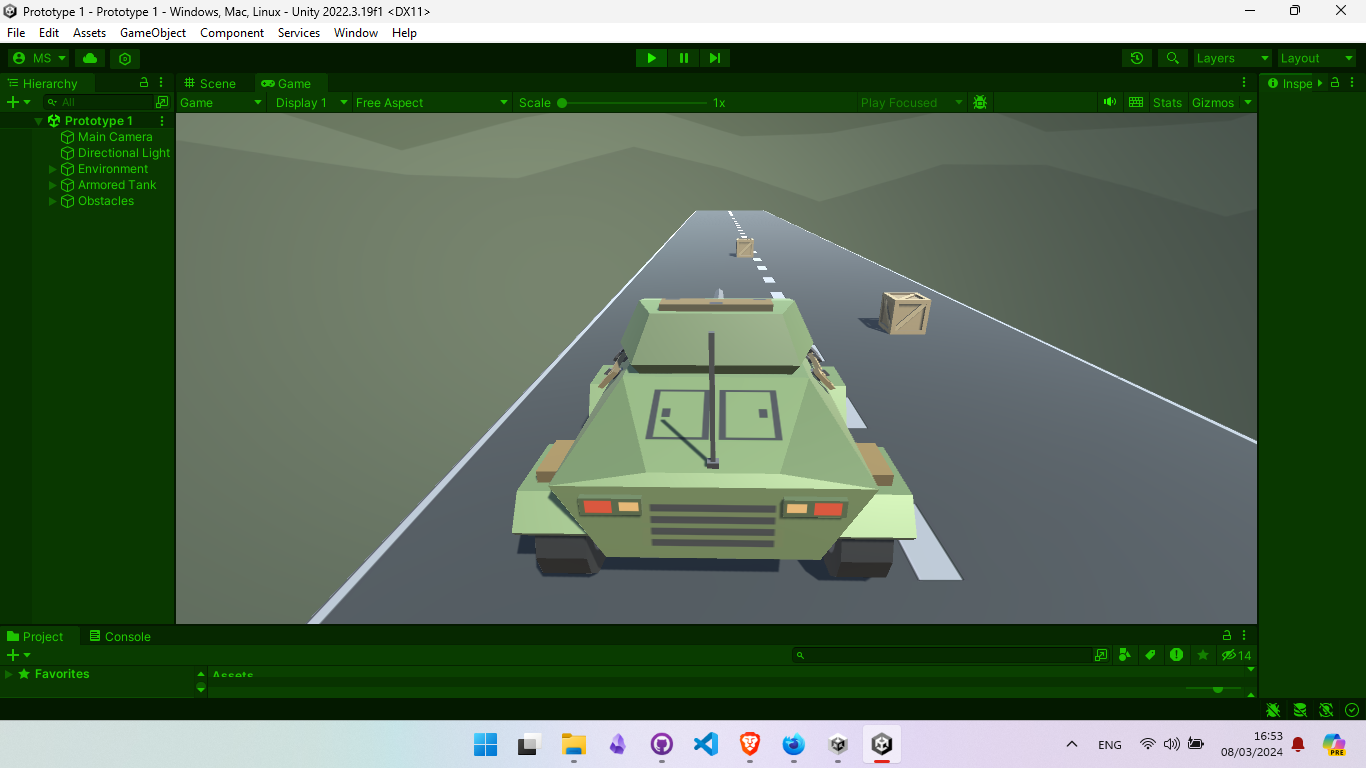 Prototype 1 - Prototype 1 - Windows, Mac, Linux - Unity 2022.3.19f1 <DX11>
File Edit Assets GameObject Component Services Window Help
MS Layers Layout
Hierarchy Scene Game Inspe
All Game Display 1 Free Aspect Scale 1x Play Focused Stats Gizmos
Prototype 1
Main Camera
Directional Light
Environment
Armored Tank
Obstacles
Project Console
14
Favorites Assets
ENG 16:53
08/03/2024
PRE